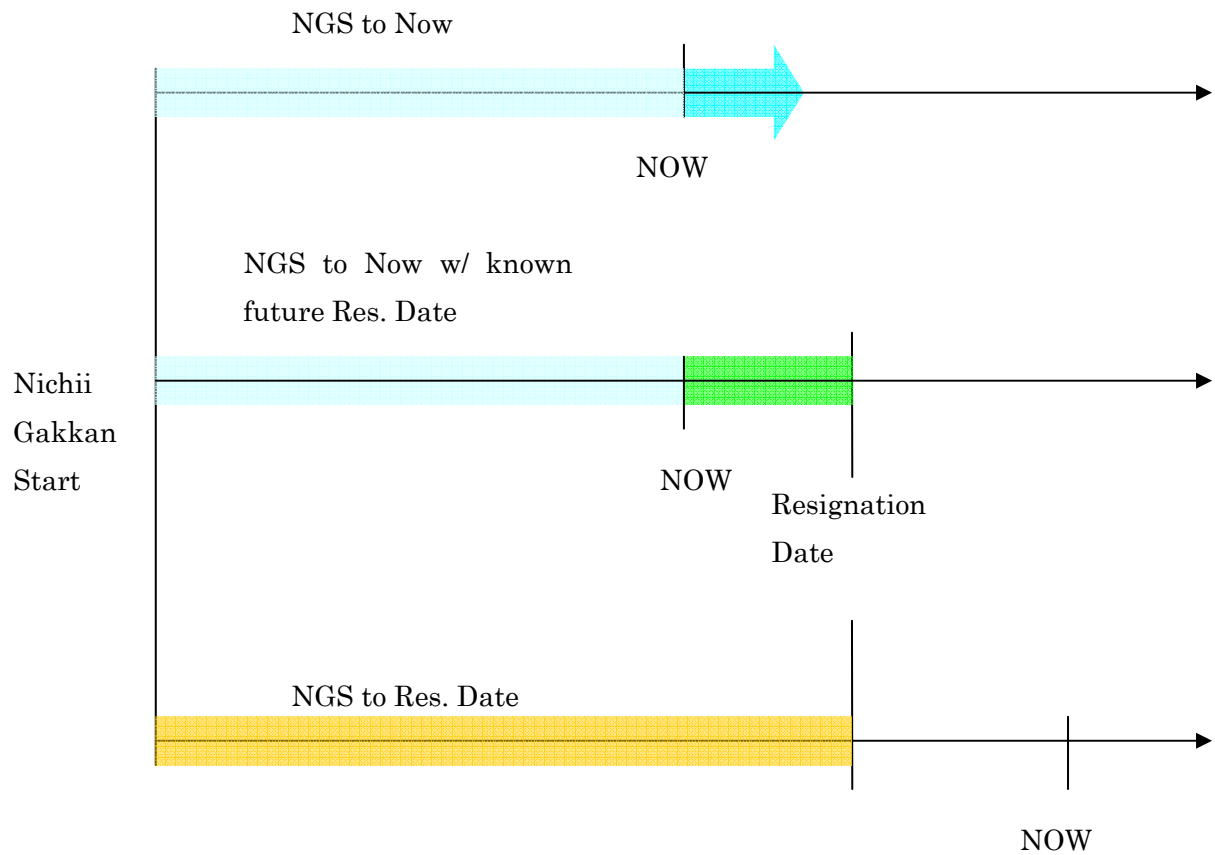 NGS to Now
NOW
NGS to Now w/ known
future Res. Date
Nichii
Gakkan
Start
NOW
Resignation
Date
NGS to Res. Date
NOW